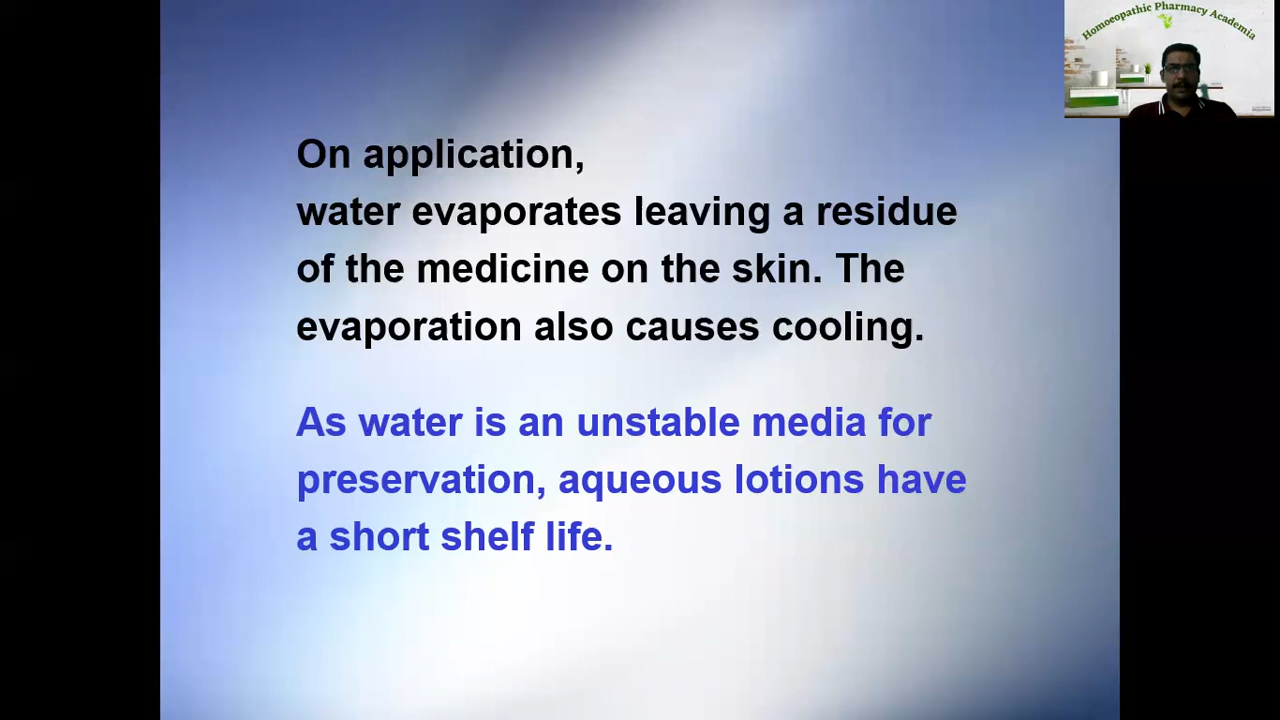 Homoeopathic Pharmacy Academia
On application,
water evaporates leaving a residue
of the medicine on the skin. The
evaporation also causes cooling.
As water is an unstable media for
preservation, aqueous lotions have
a short shelf life.